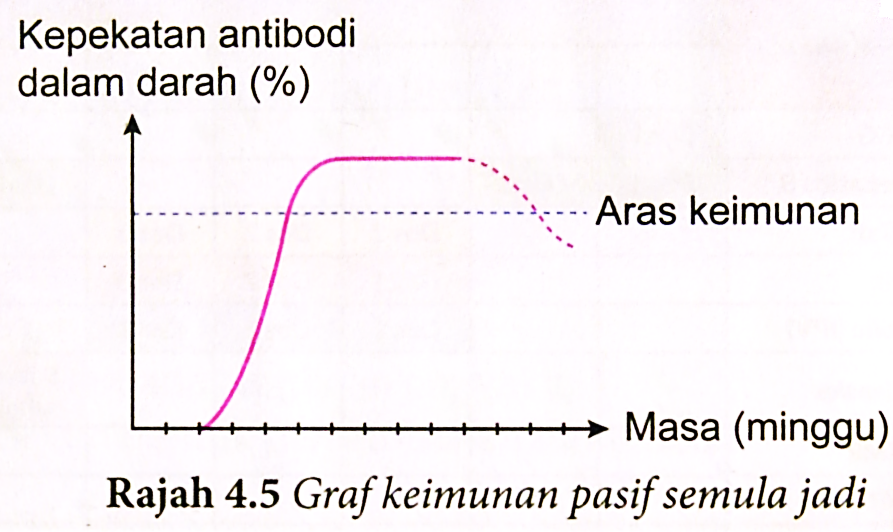 Kepekatan antibodi
dalam darah (%)
Aras keimunan
Masa (minggu)
Rajah 4.5 Graf keimunan pasif semula jadi